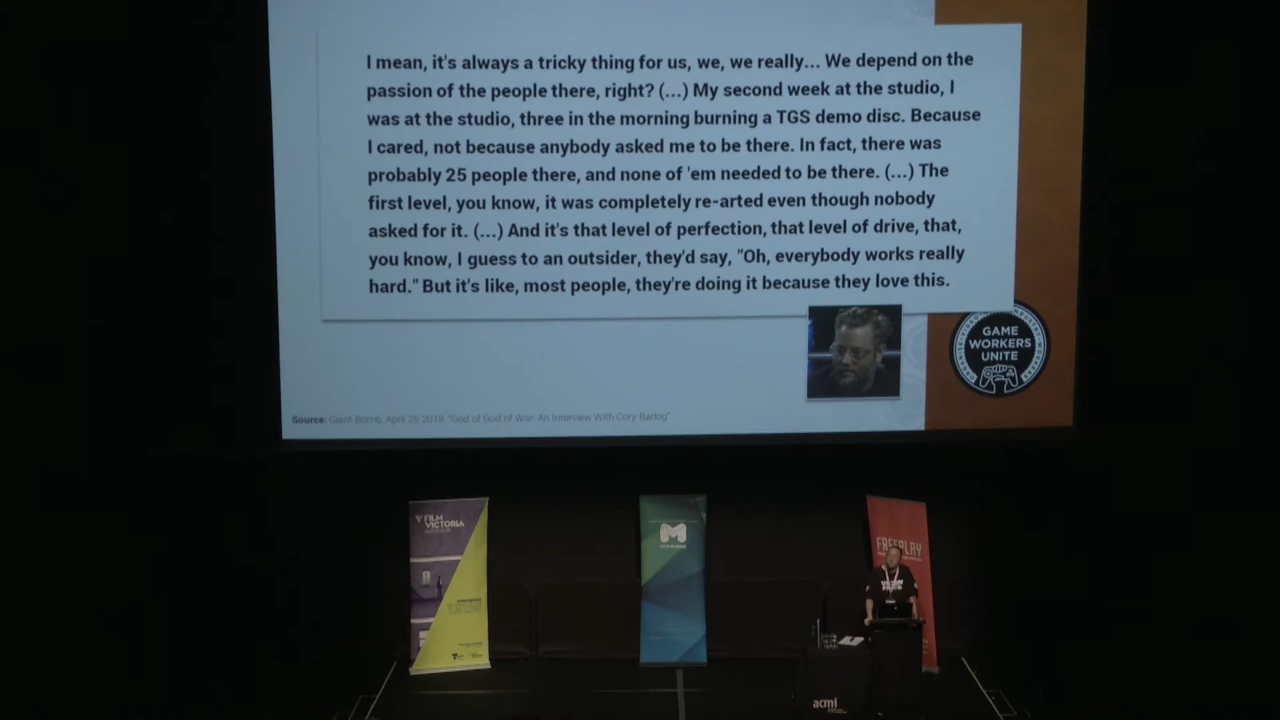 I mean, it's always a tricky thing for us, we, we really... We depend on the
passion of the people there, right? (...) My second week at the studio, I
was at the studio, three in the morning burning a TGS demo disc. Because
I cared, not because anybody asked me to be there. In fact, there was
probably 25 people there, and none of 'em needed to be there. (...) The
first level, you know, it was completely re-arted even though nobody
asked for it. (...) And it's that level of perfection, that level of drive, that,
you know, I guess to an outsider, they'd say, "Oh, everybody works really
hard." But it's like, most people, they're doing it because they love this.
GAME
WORKERS
UNITE
Source: Giant Bomb, April 25 2018 "God of God of War: An Interview With Cory Barlog"
FILM
VICTORIA
AUSTRALIA
FREEPLAY
UNION
acmi